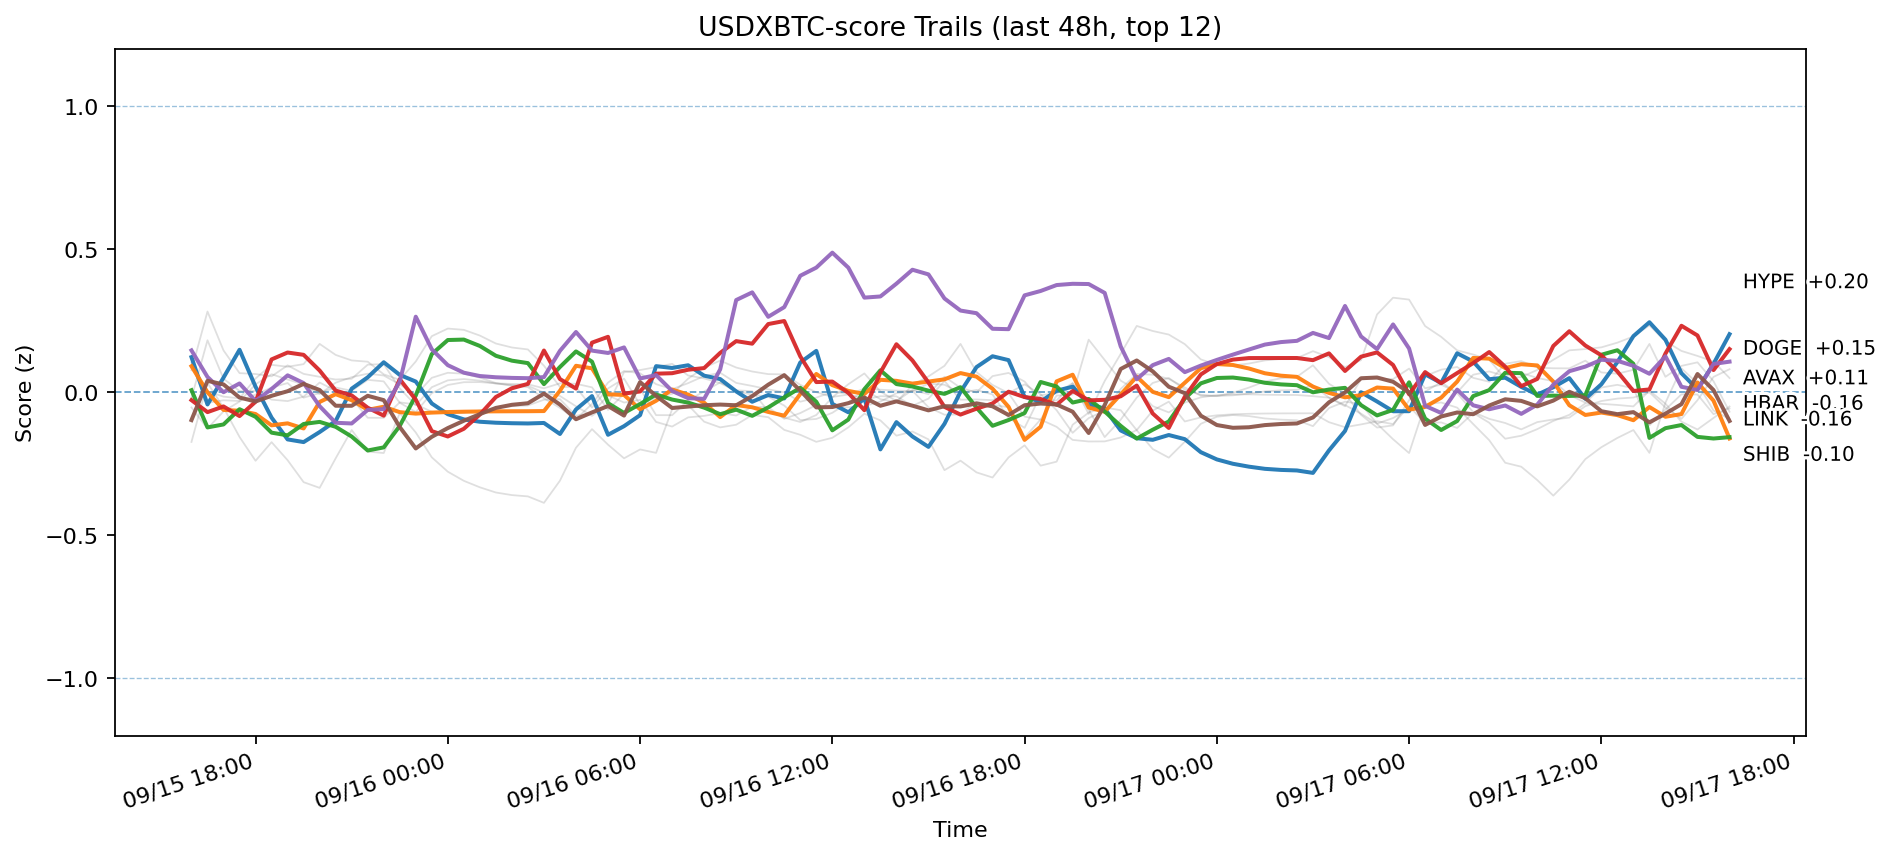 USDXBTC-score Trails (last 48h, top 12)
Score (z)
1.0
0.5
0.0
−0.5
−1.0
HYPE +0.20
DOGE +0.15
AVAX +0.11
HBAR -0.16
LINK -0.16
SHIB -0.10
09/15 18:00
09/16 00:00
09/16 06:00
09/16 12:00
09/16 18:00
09/17 00:00
09/17 06:00
09/17 12:00
09/17 18:00
Time